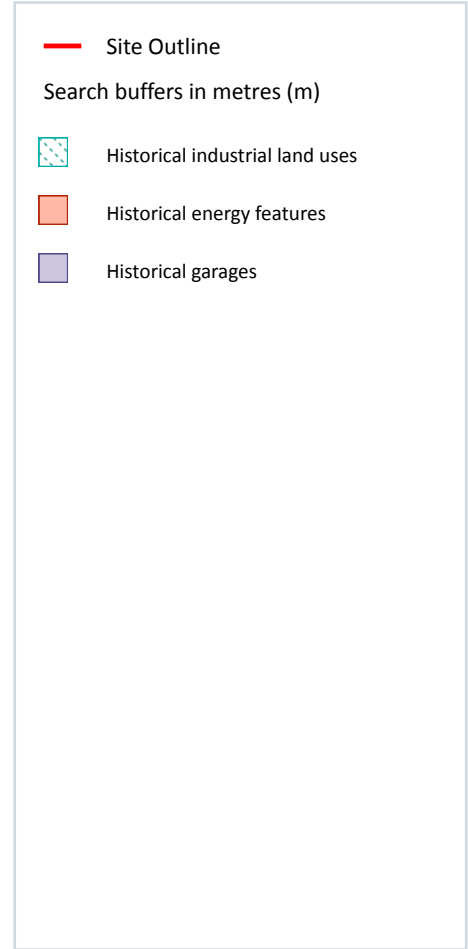 Site Outline
Search buffers in metres (m)
Historical industrial land uses
Historical energy features
Historical garages